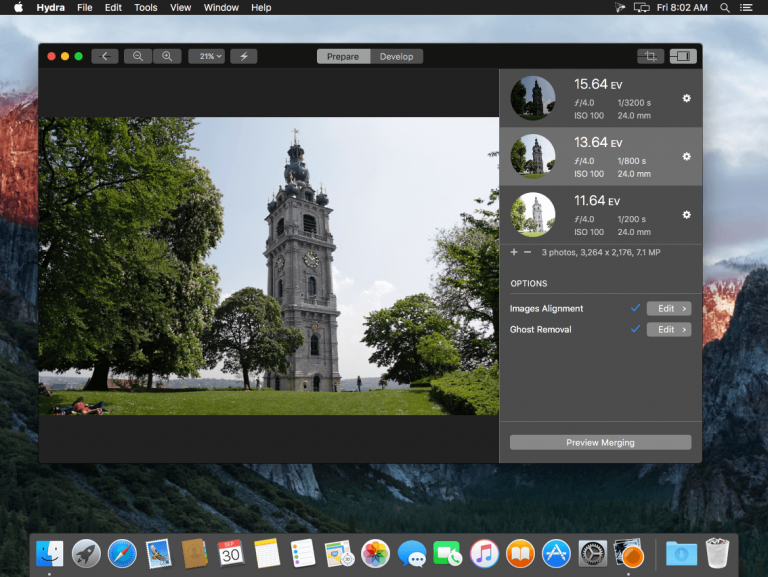 Hydra File Edit Tools View Window Help Fri 8:02 AM
21% Prepare Develop
15.64 EV
ƒ/4.0 1/3200 s
ISO 100 24.0 mm
13.64 EV
ƒ/4.0 1/800 s
ISO 100 24.0 mm
11.64 EV
ƒ/4.0 1/200 s
ISO 100 24.0 mm
+ − 3 photos, 3,264 x 2,176, 7.1 MP
OPTIONS
Images Alignment Edit >
Ghost Removal Edit >
Preview Merging
SEP
30